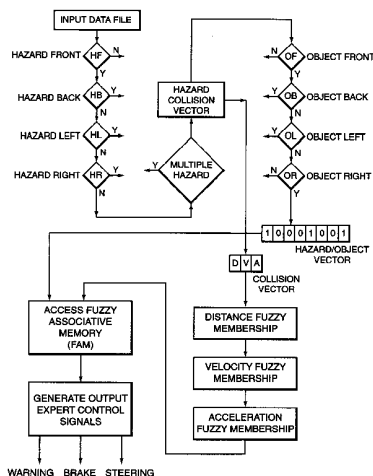 INPUT DATA FILE
HAZARD FRONT
HF
N
Y
HAZARD BACK
HB
Y
N
HAZARD LEFT
HL
Y
N
HAZARD RIGHT
HR
Y
N
HAZARD
COLLISION
VECTOR
Y
MULTIPLE
HAZARD
N
OF
OBJECT FRONT
Y
Y
OB
OBJECT BACK
N
Y
OL
OBJECT LEFT
N
N
OR
OBJECT RIGHT
Y
1 0 0 0 1 0 0 1
HAZARD/OBJECT
VECTOR
D V A
COLLISION
VECTOR
ACCESS FUZZY
ASSOCIATIVE
MEMORY
(FAM)
DISTANCE FUZZY
MEMBERSHIP
VELOCITY FUZZY
MEMBERSHIP
ACCELERATION
FUZZY MEMBERSHIP
GENERATE OUTPUT
EXPERT CONTROL
SIGNALS
WARNING BRAKE STEERING